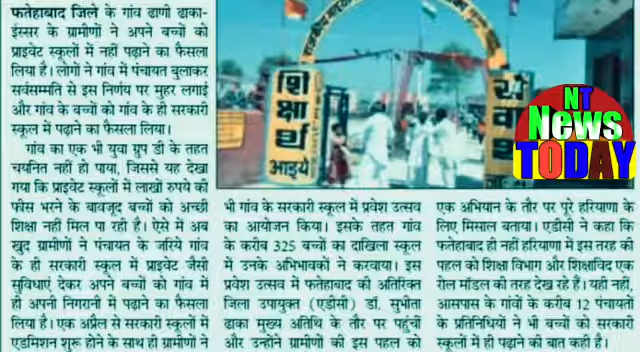 फतेहाबाद जिले के गांव ढाणी ढाका-
ईस्सर के ग्रामीणों ने अपने बच्चों को
प्राइवेट स्कूलों में नहीं पढ़ाने का फैसला
लिया है। लोगों ने गांव में पंचायत बुलाकर
सर्वसम्मति से इस निर्णय पर मुहर लगाई
और गांव के बच्चों को गांव के ही सरकारी
स्कूल में पढ़ाने का फैसला लिया।
गांव का एक भी युवा ग्रुप डी के तहत
चयनित नहीं हो पाया, जिससे यह देखा
गया कि प्राइवेट स्कूलों में लाखों रुपये की
फीस भरने के बावजूद बच्चों को अच्छी
शिक्षा नहीं मिल पा रही है। ऐसे में अब
खुद ग्रामीणों ने पंचायत के जरिये गांव
के ही सरकारी स्कूल में प्राइवेट जैसी
सुविधाएं देकर अपने बच्चों को गांव में
ही अपनी निगरानी में पढ़ाने का फैसला
लिया है। एक अप्रैल से सरकारी स्कूलों में
एडमिशन शुरू होने के साथ ही ग्रामीणों ने
शिक्षार्थ
आइये
सेवार्थ
NT
News
TODAY
भी गांव के सरकारी स्कूल में प्रवेश उत्सव
का आयोजन किया। इसके तहत गांव
के करीब 325 बच्चों का दाखिला स्कूल
में उनके अभिभावकों ने करवाया। इस
प्रवेश उत्सव में फतेहाबाद की अतिरिक्त
जिला उपायुक्त (एडीसी) डॉ. सुभीता
ढाका मुख्य अतिथि के तौर पर पहुंचीं
और उन्होंने ग्रामीणों की इस पहल को
एक अभियान के तौर पर पूरे हरियाणा के
लिए मिसाल बताया। एडीसी ने कहा कि
फतेहाबाद ही नहीं हरियाणा में इस तरह की
पहल को शिक्षा विभाग और शिक्षाविद एक
रोल मॉडल की तरह देख रहे हैं। यही नहीं,
आसपास के गांवों के करीब 12 पंचायतों
के प्रतिनिधियों ने भी बच्चों को सरकारी
स्कूलों में ही पढ़ाने की बात कही है।